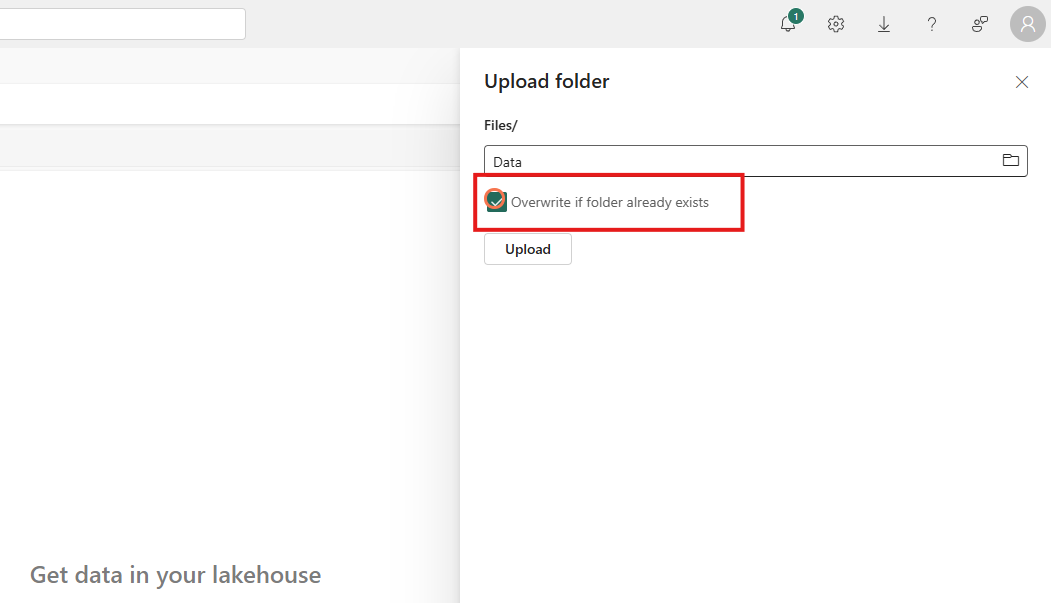 1
?
Upload folder
Files/
Data
Overwrite if folder already exists
Upload
Get data in your lakehouse